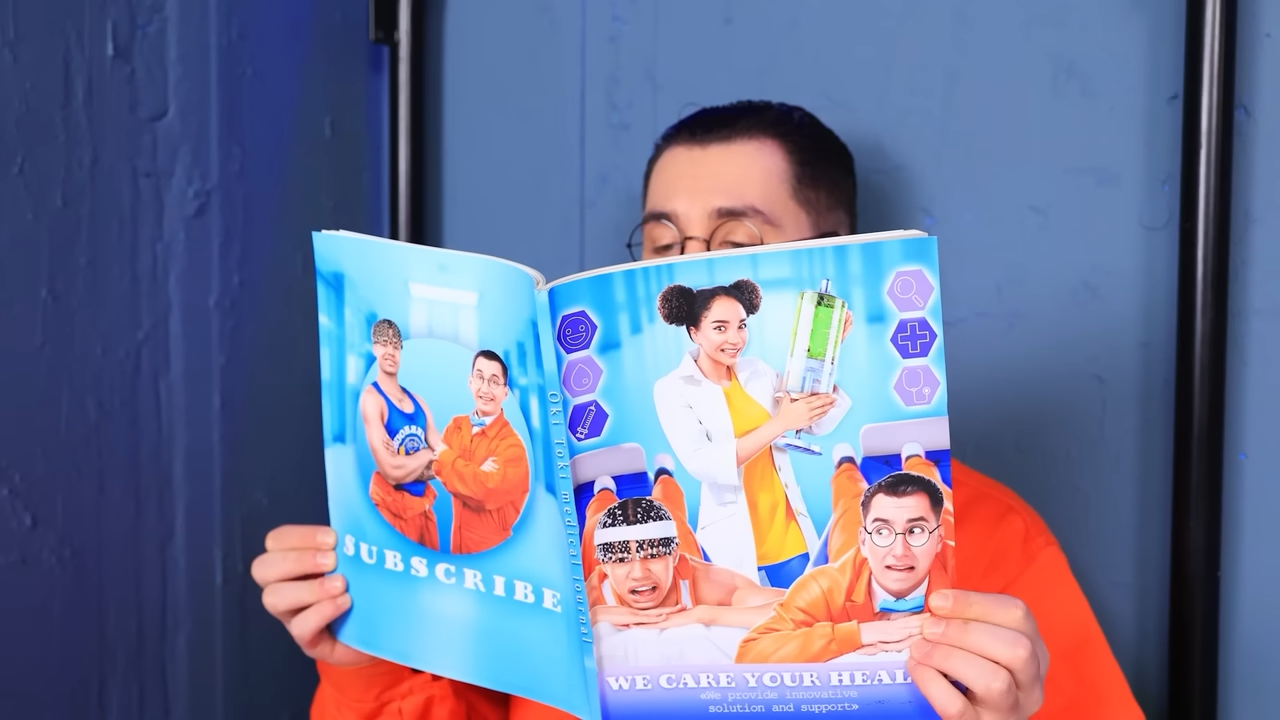 SUBSCRIBE
Oki Toki medical journal
WE CARE YOUR HEAL
«We provide innovative
solution and support»